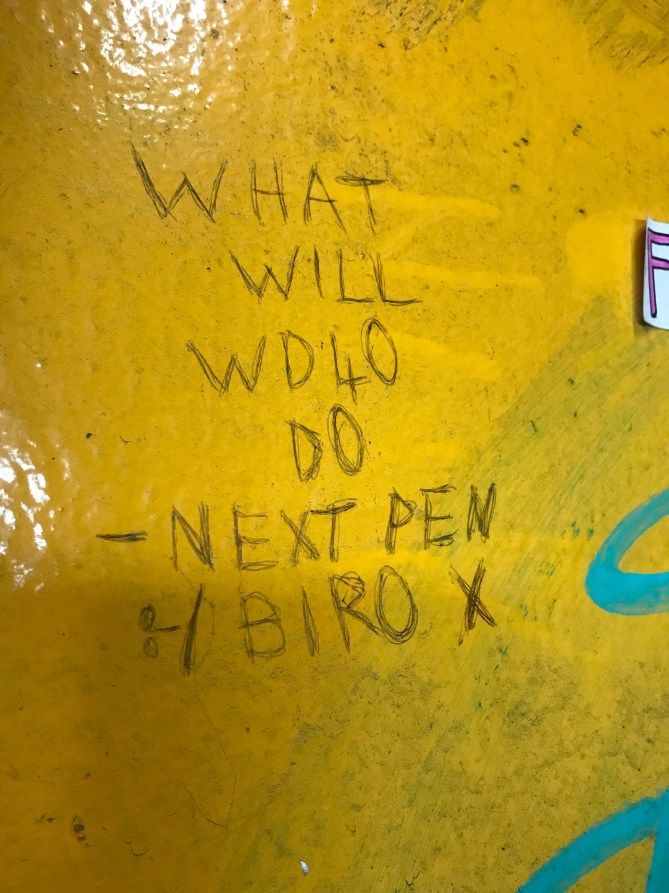 WHAT
WILL
WD40
DO
- NEXT PEN
:-/ BIRO X
F